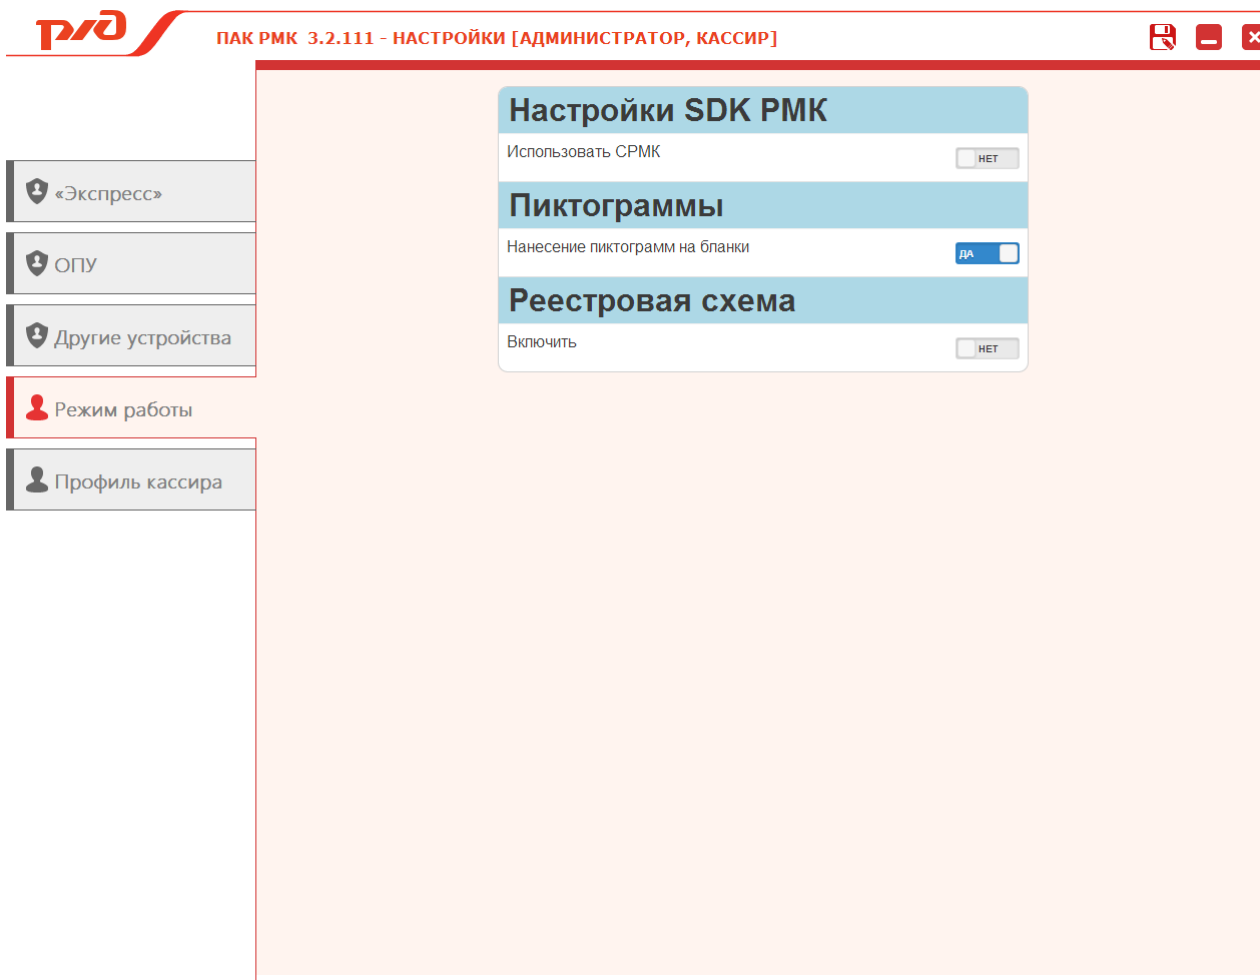 ржд
ПАК РМК 3.2.111 - НАСТРОЙКИ [АДМИНИСТРАТОР, КАССИР]
«Экспресс»
ОПУ
Другие устройства
Режим работы
Профиль кассира
Настройки SDK РМК
Использовать СРМК
НЕТ
Пиктограммы
Нанесение пиктограмм на бланки
ДА
Реестровая схема
Включить
НЕТ